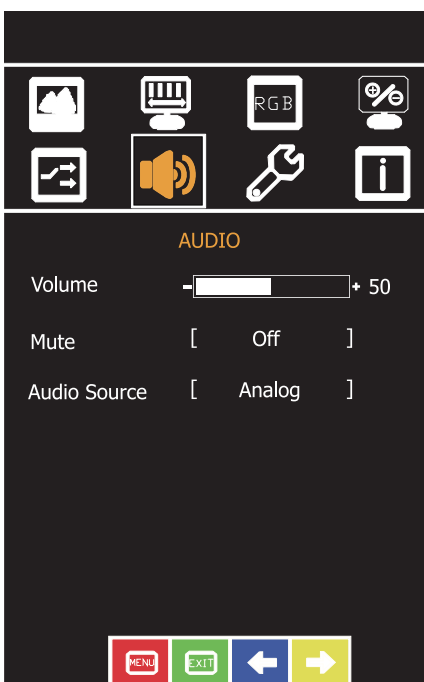 RGB
AUDIO
Volume - + 50
Mute [ Off ]
Audio Source [ Analog ]
MENU EXIT